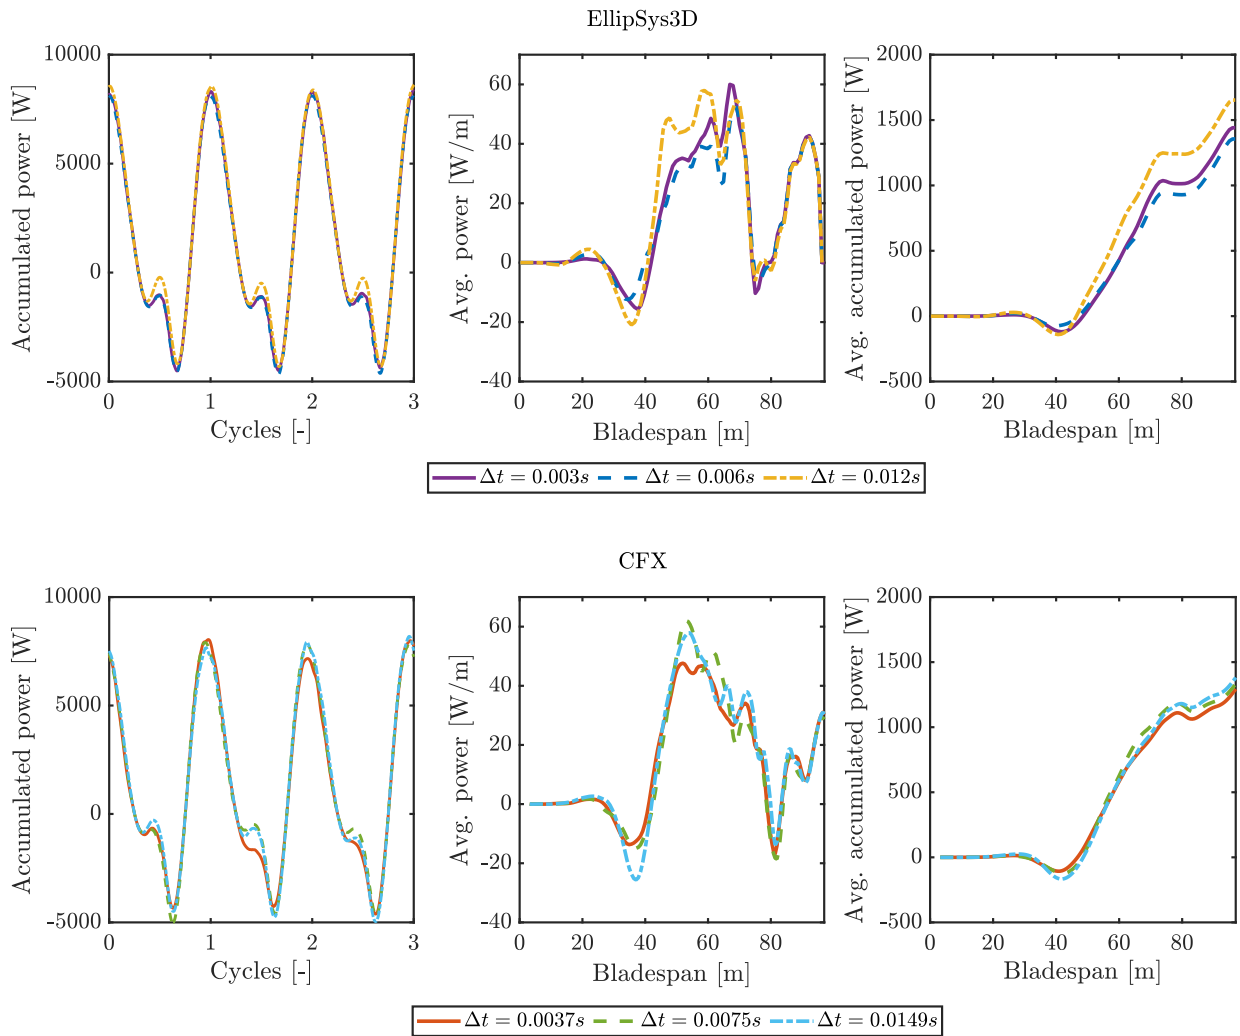 EllipSys3D
Accumulated power [W]
10000
5000
0
-5000
0 1 2 3
Cycles [-]
Avg. power [W/m]
60
40
20
0
-20
-40
0 20 40 60 80
Bladespan [m]
Avg. accumulated power [W]
2000
1500
1000
500
0
-500
0 20 40 60 80
Bladespan [m]
Δt = 0.003s Δt = 0.006s Δt = 0.012s
CFX
Accumulated power [W]
10000
5000
0
-5000
0 1 2 3
Cycles [-]
Avg. power [W/m]
60
40
20
0
-20
-40
0 20 40 60 80
Bladespan [m]
Avg. accumulated power [W]
2000
1500
1000
500
0
-500
0 20 40 60 80
Bladespan [m]
Δt = 0.0037s Δt = 0.0075s Δt = 0.0149s